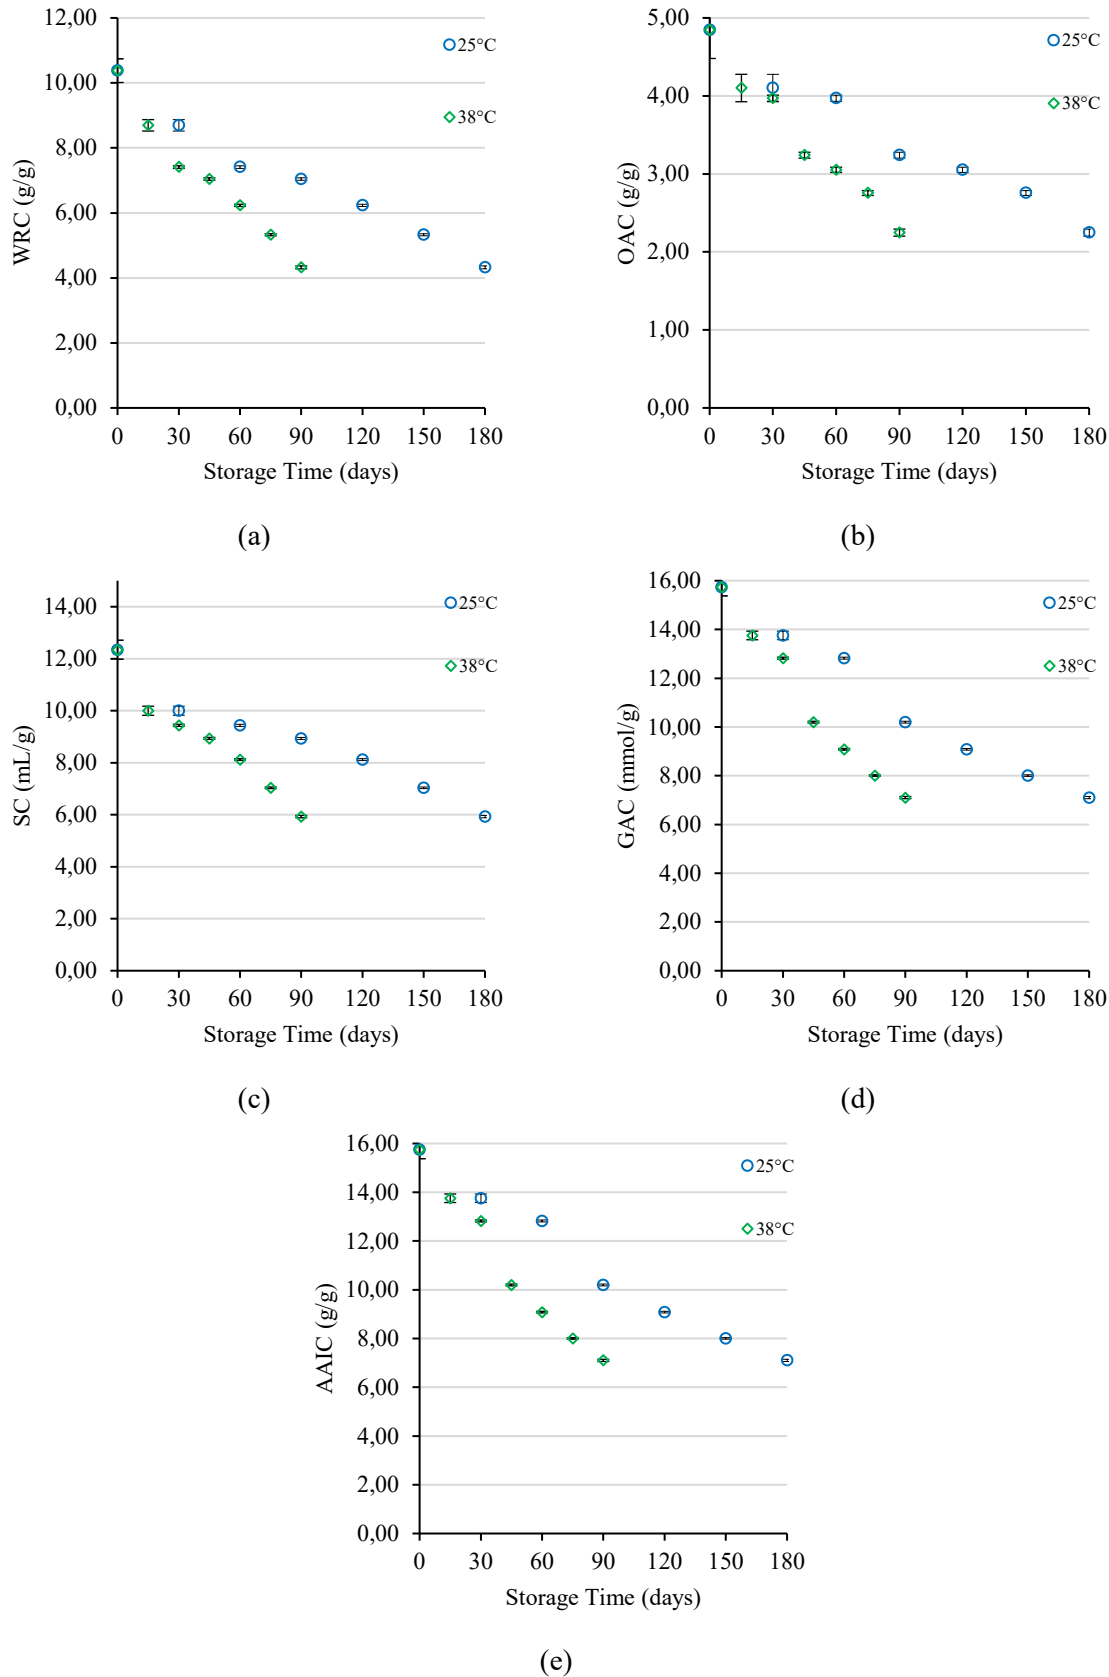 12,00
10,00
8,00
6,00
4,00
2,00
0,00
WRC (g/g)
0 30 60 90 120 150 180
Storage Time (days)
25°C
38°C
(a)
5,00
4,00
3,00
2,00
1,00
0,00
OAC (g/g)
0 30 60 90 120 150 180
Storage Time (days)
25°C
38°C
(b)
14,00
12,00
10,00
8,00
6,00
4,00
2,00
0,00
SC (mL/g)
0 30 60 90 120 150 180
Storage Time (days)
25°C
38°C
(c)
16,00
14,00
12,00
10,00
8,00
6,00
4,00
2,00
0,00
GAC (mmol/g)
0 30 60 90 120 150 180
Storage Time (days)
25°C
38°C
(d)
16,00
14,00
12,00
10,00
8,00
6,00
4,00
2,00
0,00
AAIC (g/g)
0 30 60 90 120 150 180
Storage Time (days)
25°C
38°C
(e)